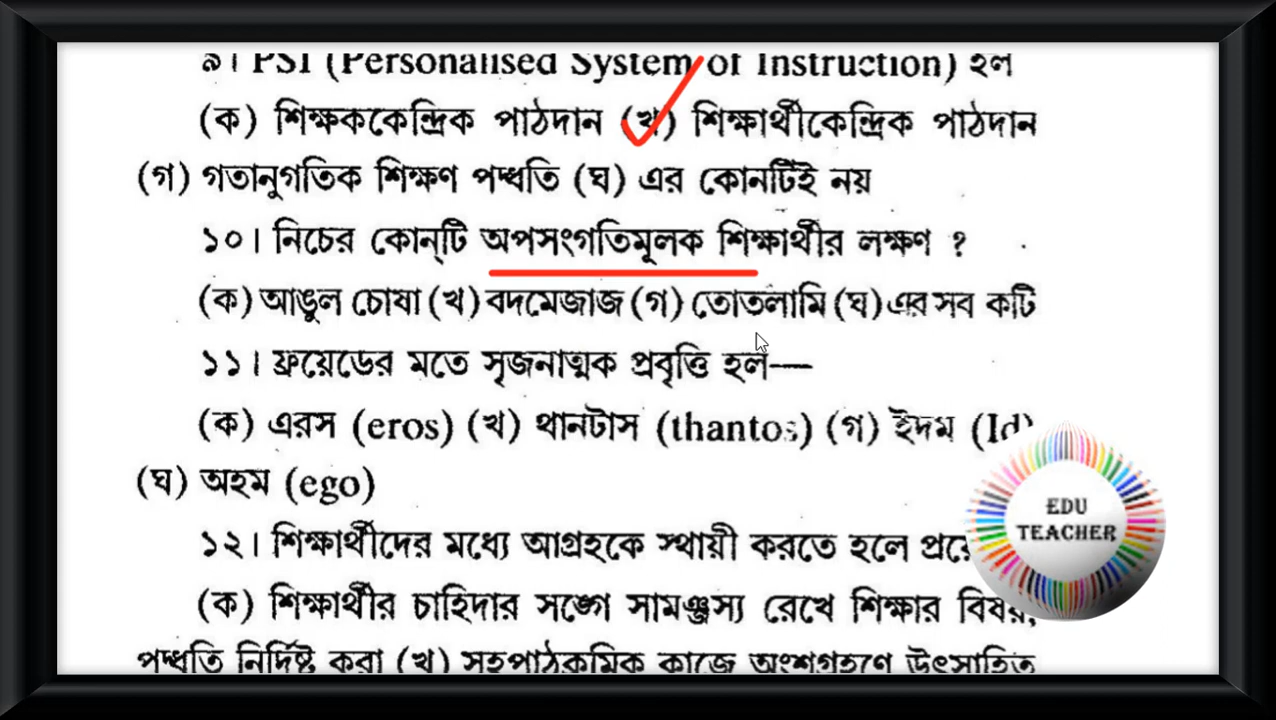 ৯। PSI (Personalised System of Instruction) হল
(ক) শিক্ষককেন্দ্রিক পাঠদান (খ) শিক্ষার্থীকেন্দ্রিক পাঠদান
(গ) গতানুগতিক শিক্ষণ পদ্ধতি (ঘ) এর কোনটিই নয়
১০। নিচের কোন্‌টি অপসংগতিমূলক শিক্ষার্থীর লক্ষণ ?
(ক) আঙুল চোষা (খ) বদমেজাজ (গ) তোতলামি (ঘ) এর সব কটি
১১। ফ্রয়েডের মতে সৃজনাত্মক প্রবৃত্তি হল—
(ক) এরস (eros) (খ) থানটাস (thantos) (গ) ইদম (Id)
(ঘ) অহম (ego)
EDU
TEACHER
১২। শিক্ষার্থীদের মধ্যে আগ্রহকে স্থায়ী করতে হলে
(ক) শিক্ষার্থীর চাহিদার সঙ্গে সামঞ্জস্য রেখে শিক্ষার বিষয়,
পদ্ধতি নির্দিষ্ট করা (খ) সহপাঠক্রমিক কাজে অংশগ্রহণে উৎসাহিত